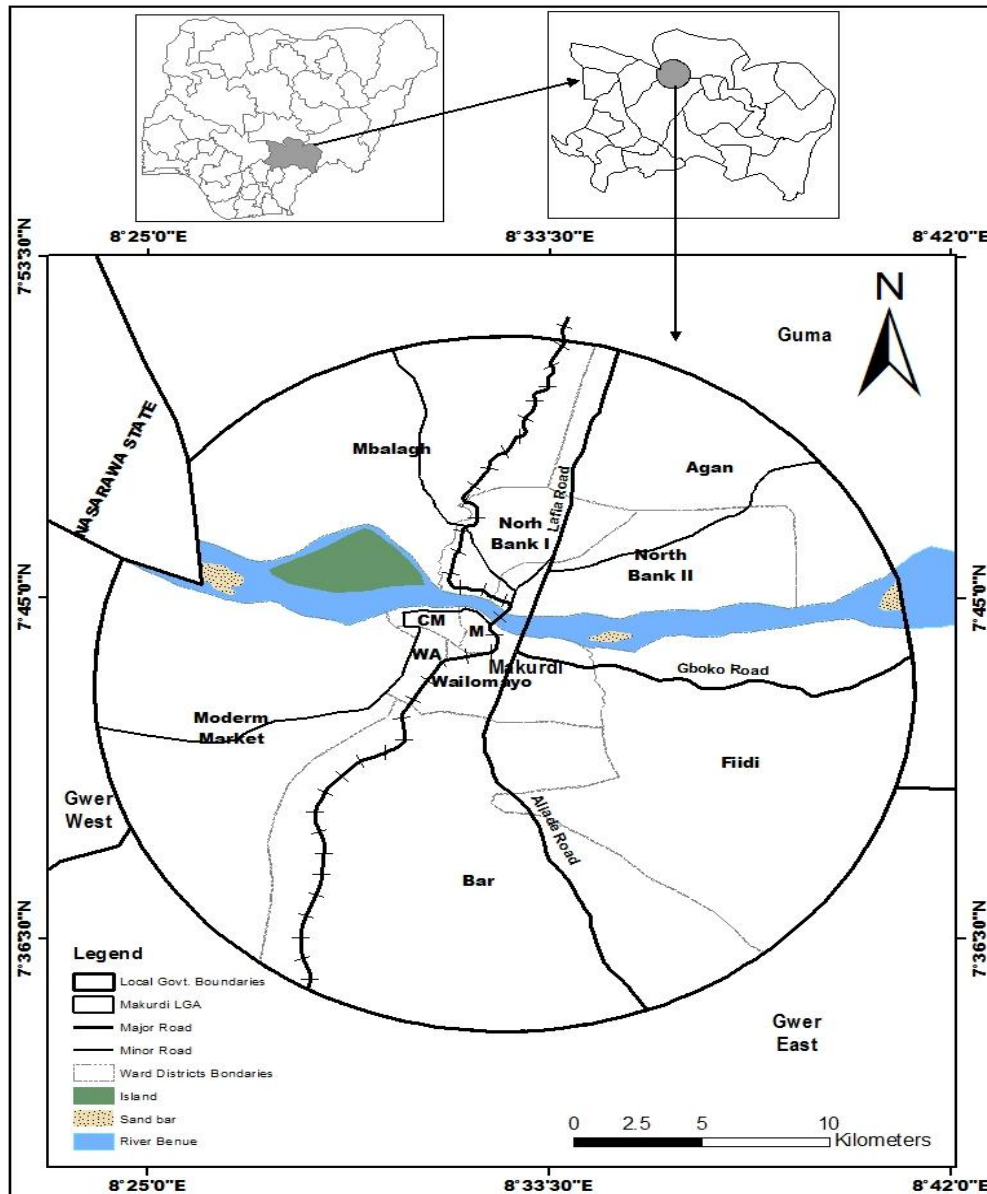 8°25'0"E 8°33'30"E 8°42'0"E
7°53'30"N
7°53'30"N
N
Guma
NASARAWA STATE
Mbalagh
Agan
Lafia Road
Norh
Bank I
North
Bank II
7°45'0"N
7°45'0"N
CM
M
WA
Makurdi
Wailomayo
Gboko Road
Moderm
Market
Fiidi
Gwer
West
Aliade Road
Bar
7°36'30"N
7°36'30"N
Gwer
East
Legend
Local Govt. Boundaries
Makurdi LGA
Major Road
Minor Road
Ward Districts Bondaries
Island
Sand bar
River Benue
0 2.5 5 10
Kilometers
8°25'0"E 8°33'30"E 8°42'0"E